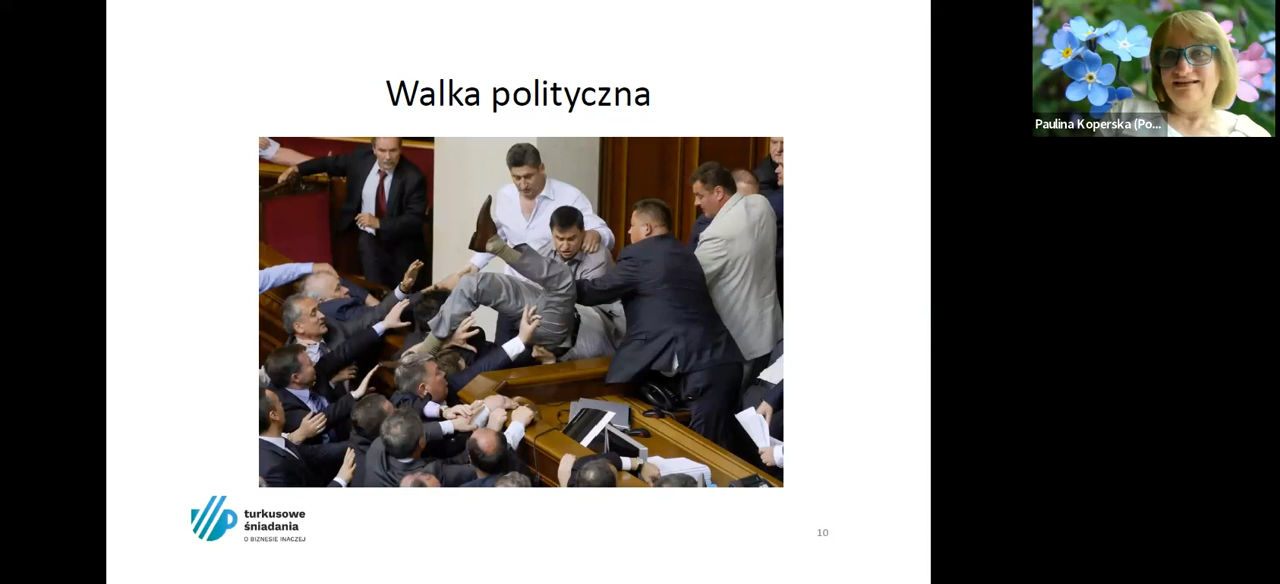 Walka polityczna
Paulina Koperska (Po...
turkusowe
śniadania
O BIZNESIE INACZEJ
10